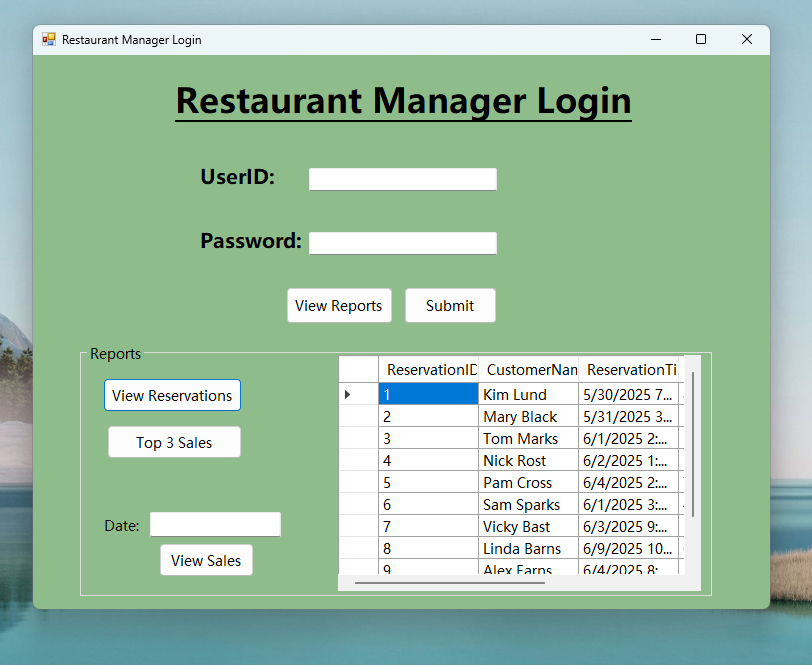 Restaurant Manager Login
Restaurant Manager Login
UserID:
Password:
View Reports Submit
Reports
View Reservations
Top 3 Sales
Date:
View Sales
ReservationID CustomerNan ReservationTi
1 Kim Lund 5/30/2025 7...
2 Mary Black 5/31/2025 3...
3 Tom Marks 6/1/2025 2:...
4 Nick Rost 6/2/2025 1:...
5 Pam Cross 6/4/2025 2:...
6 Sam Sparks 6/1/2025 3:...
7 Vicky Bast 6/3/2025 9:...
8 Linda Barns 6/9/2025 10...
9 Alex Farns 6/4/2025 8: